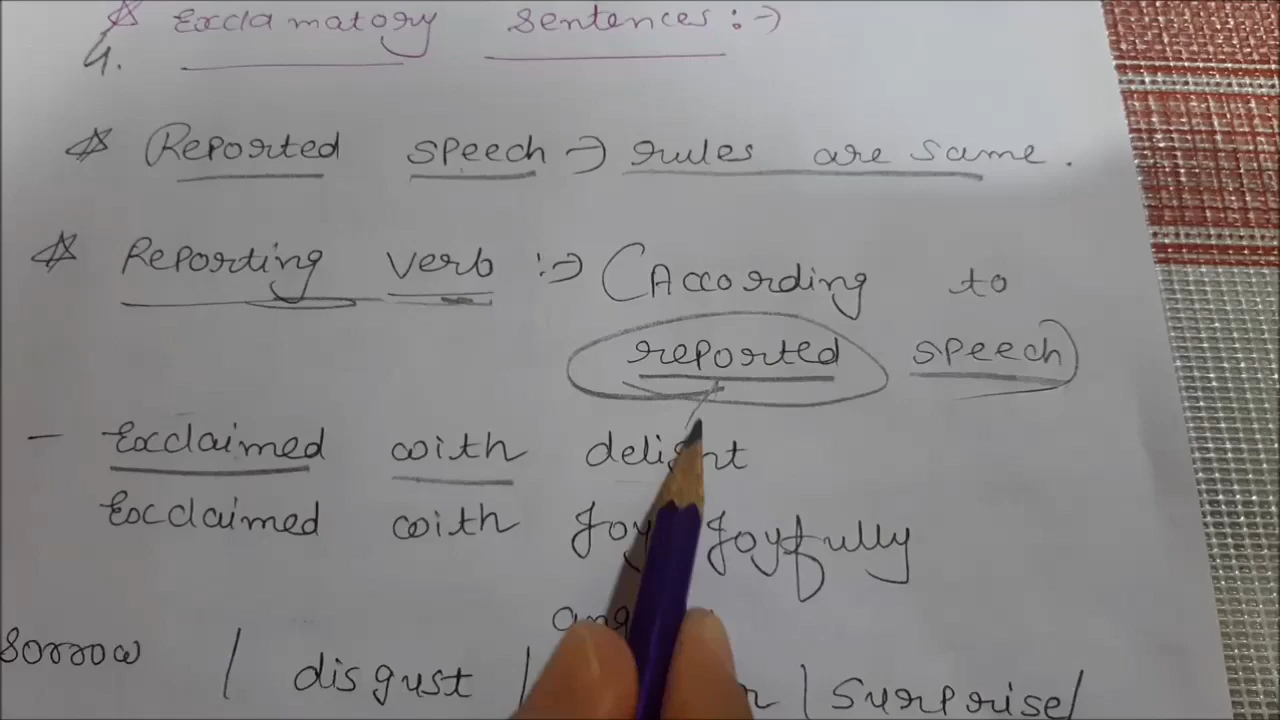 * Exclamatory sentences :→
4.
* Reported speech → rules are same.
* Reporting verb :→ (According to
reported speech)
- Exclaimed with delight
Exclaimed with Joy Joyfully
sorrow / disgust / / surprise /